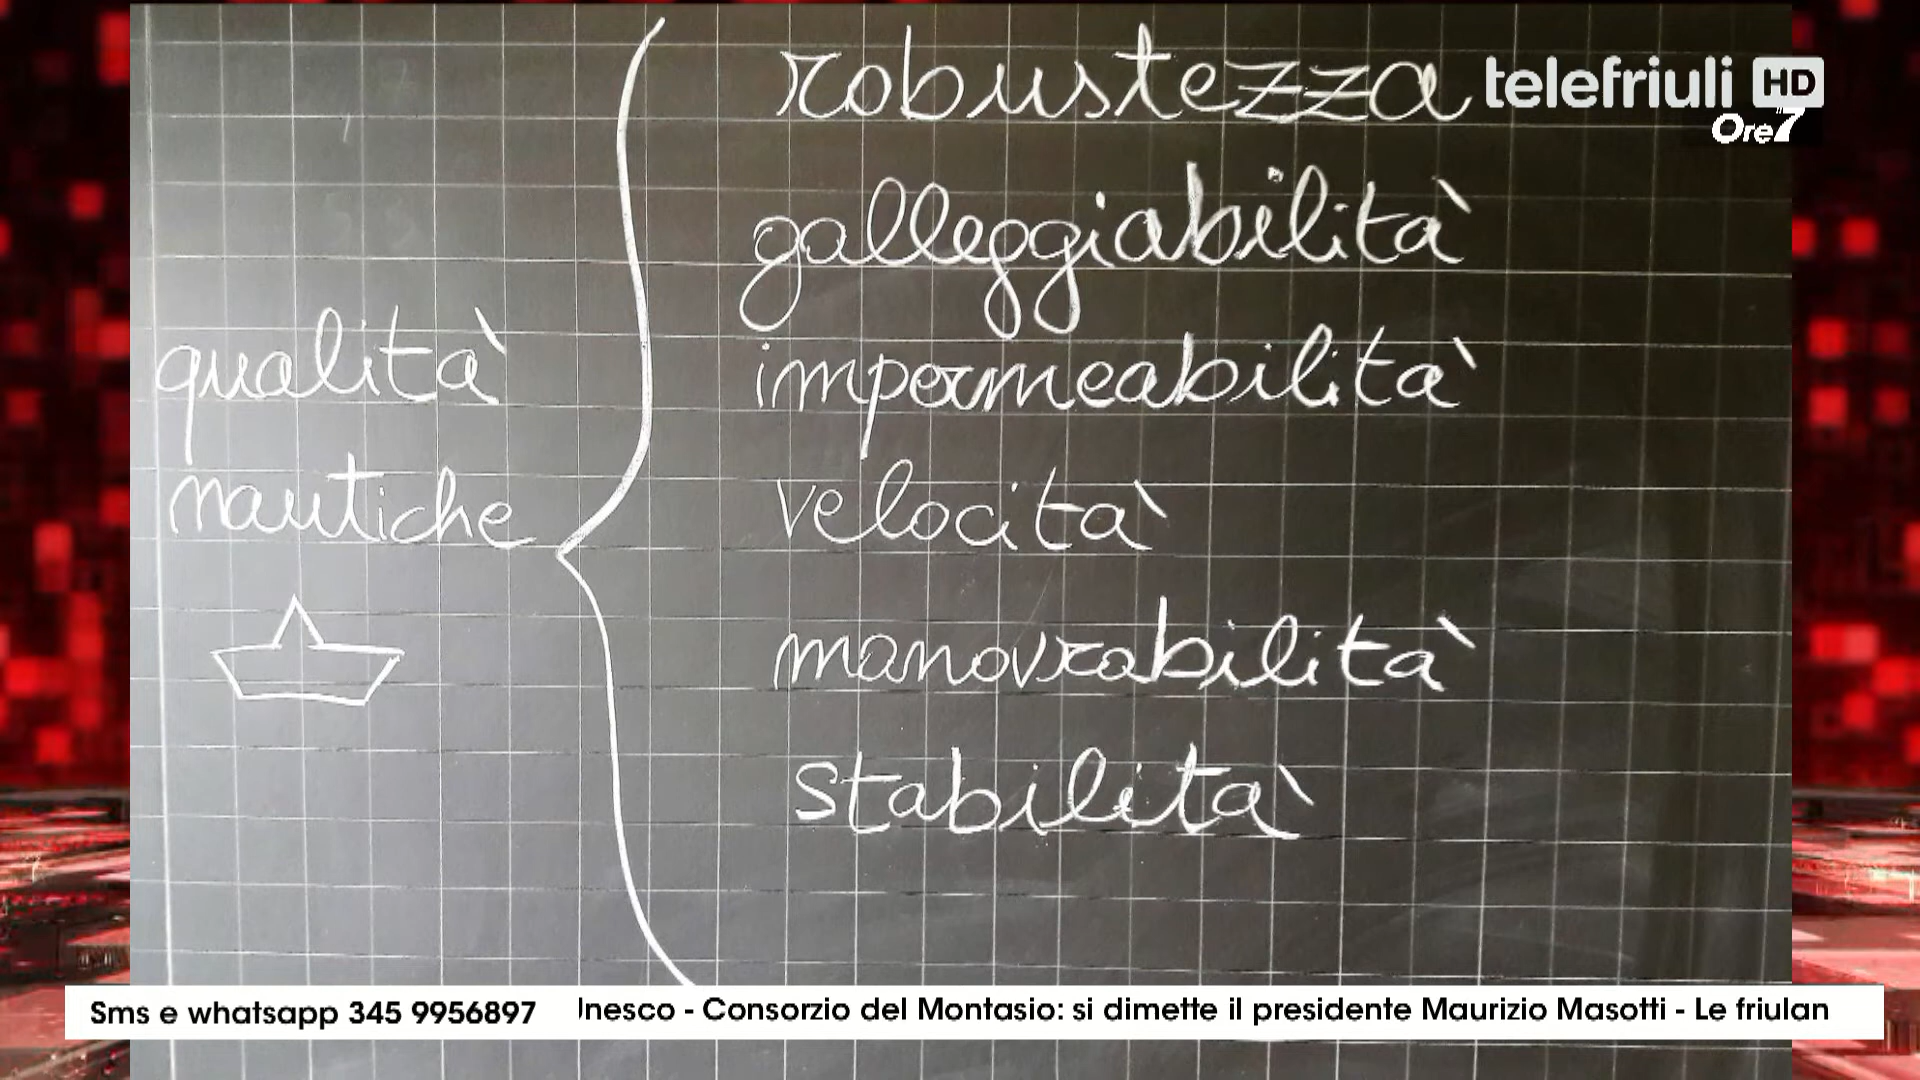 robustezza
telefriuli HD
Ore7
galleggiabilità
impermeabilità
qualità
nautiche
velocità
manovrabilità
stabilità
Sms e whatsapp 345 9956897
Unesco - Consorzio del Montasio: si dimette il presidente Maurizio Masotti - Le friulan